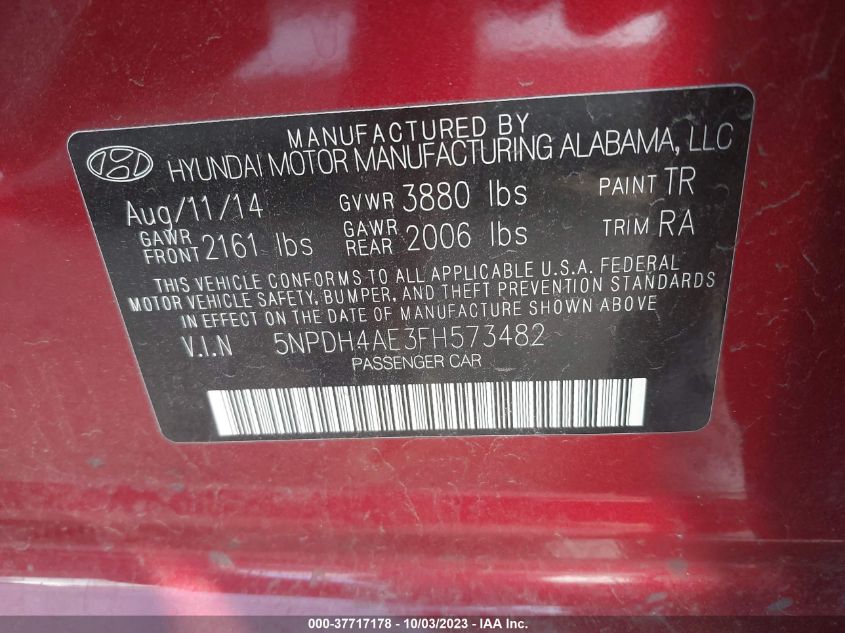 MANUFACTURED BY
HYUNDAI MOTOR MANUFACTURING ALABAMA, LLC
Aug/11/14 GVWR 3880 lbs PAINT TR
GAWR FRONT 2161 lbs GAWR REAR 2006 lbs TRIM RA
THIS VEHICLE CONFORMS TO ALL APPLICABLE U.S.A. FEDERAL
MOTOR VEHICLE SAFETY, BUMPER, AND THEFT PREVENTION STANDARDS
IN EFFECT ON THE DATE OF MANUFACTURE SHOWN ABOVE
V.I.N 5NPDH4AE3FH573482
PASSENGER CAR
000-37717178 - 10/03/2023 - IAA Inc.